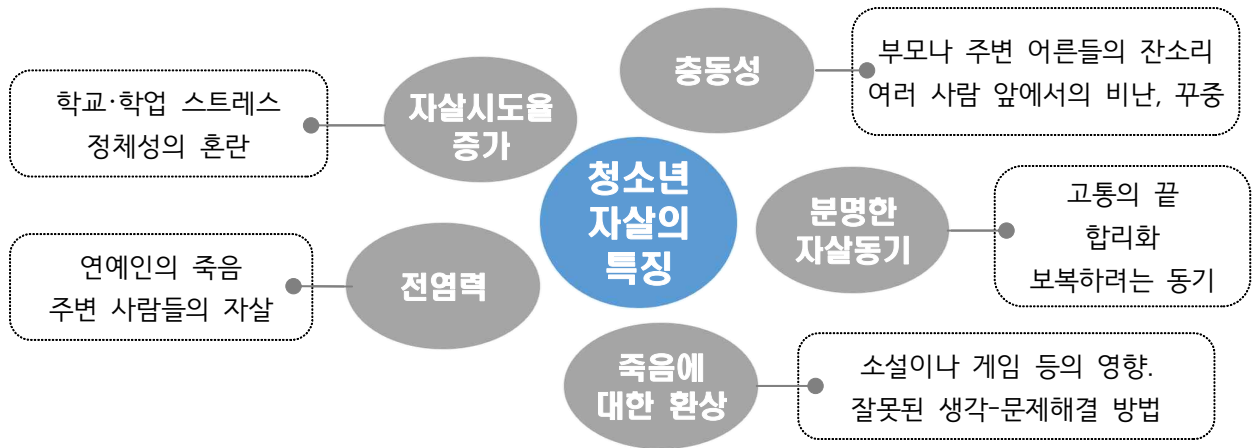 충동성
부모나 주변 어른들의 잔소리
여러 사람 앞에서의 비난, 꾸중
학교·학업 스트레스
정체성의 혼란
자살시도율
증가
청소년
자살의
특징
분명한
자살동기
고통의 끝
합리화
보복하려는 동기
연예인의 죽음
주변 사람들의 자살
전염력
죽음에
대한 환상
소설이나 게임 등의 영향.
잘못된 생각-문제해결 방법